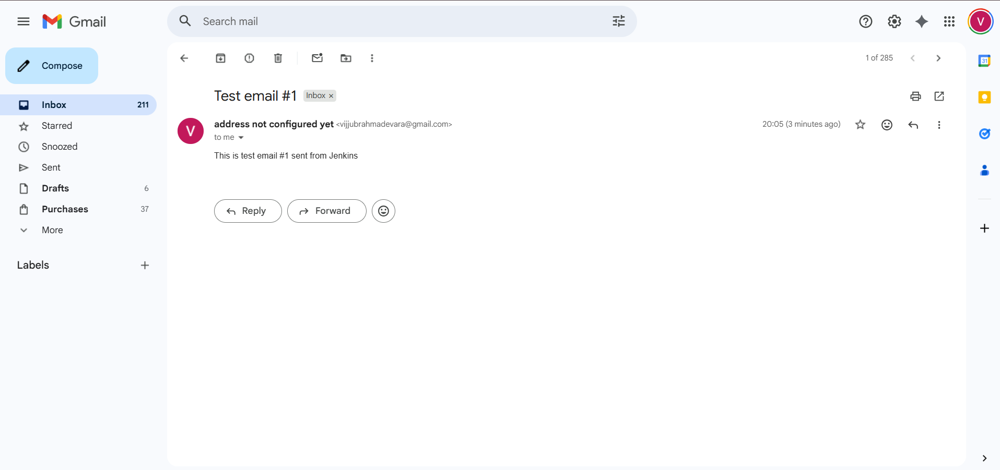 Gmail
Search mail
V
Compose
1 of 285
31
Test email #1 Inbox ×
Inbox 211
Starred
Snoozed
Sent
Drafts 6
Purchases 37
More
Labels
V
address not configured yet <vijjubrahmadevara@gmail.com> 20:05 (3 minutes ago)
to me
This is test email #1 sent from Jenkins
Reply
Forward